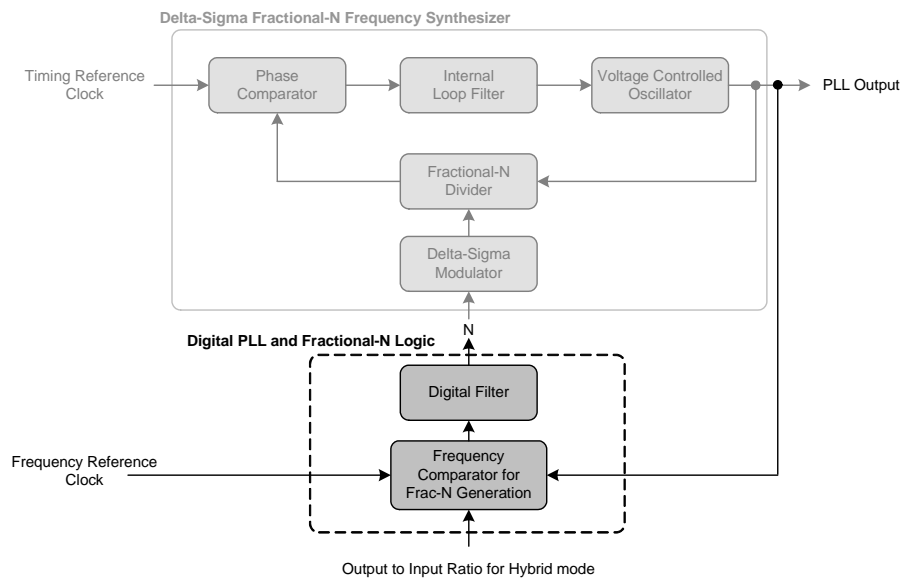 Delta-Sigma Fractional-N Frequency Synthesizer
Timing Reference
Clock
Phase
Comparator
Internal
Loop Filter
Voltage Controlled
Oscillator
PLL Output
Fractional-N
Divider
Delta-Sigma
Modulator
N
Digital PLL and Fractional-N Logic
Digital Filter
Frequency Reference
Clock
Frequency
Comparator for
Frac-N Generation
Output to Input Ratio for Hybrid mode